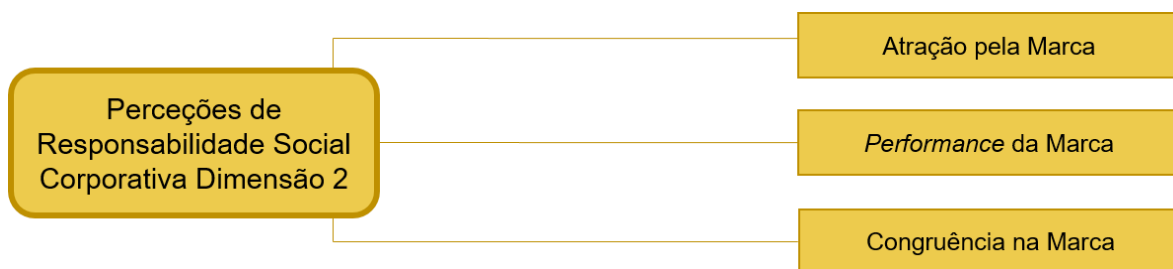 Perceções de
Responsabilidade Social
Corporativa Dimensão 2
Atração pela Marca
Performance da Marca
Congruência na Marca